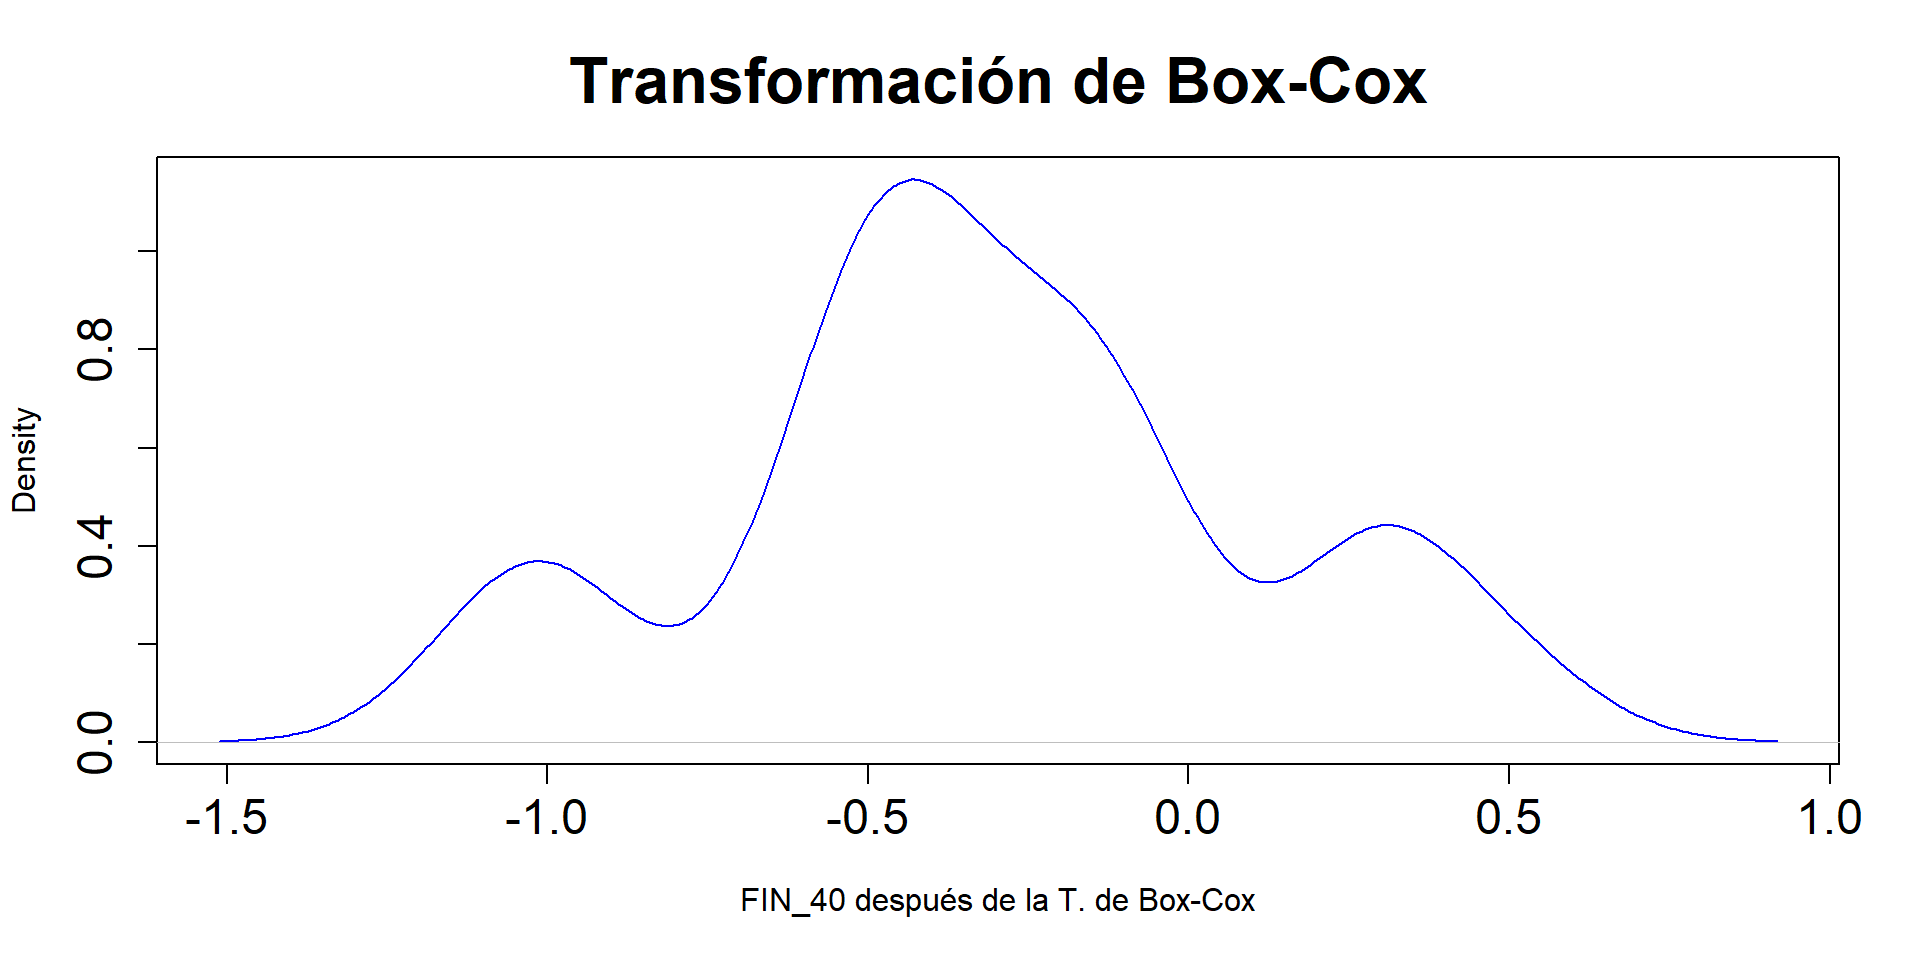 Transformación de Box-Cox
Density
0.0 0.4 0.8
-1.5 -1.0 -0.5 0.0 0.5 1.0
FIN_40 después de la T. de Box-Cox